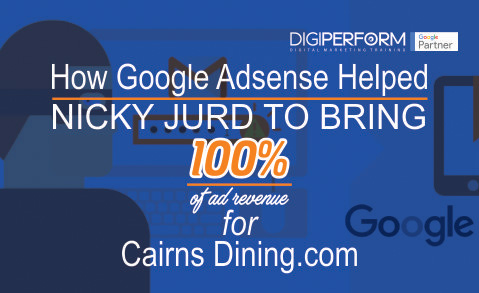 DIGIPERFORM
DIGITAL MARKETING TRAINING
Google
Partner
How Google Adsense Helped
NICKY JURD TO BRING
100%
of ad revenue
for
Google
Cairns Dining.com